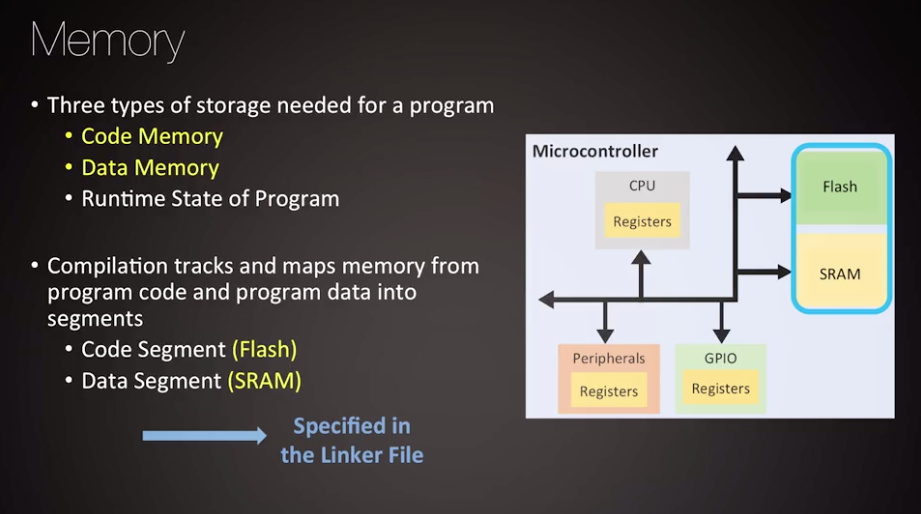 Memory
• Three types of storage needed for a program
• Code Memory
• Data Memory
• Runtime State of Program
• Compilation tracks and maps memory from
program code and program data into
segments
• Code Segment (Flash)
• Data Segment (SRAM)
Specified in
the Linker File
Microcontroller
CPU
Registers
Flash
SRAM
Peripherals
Registers
GPIO
Registers